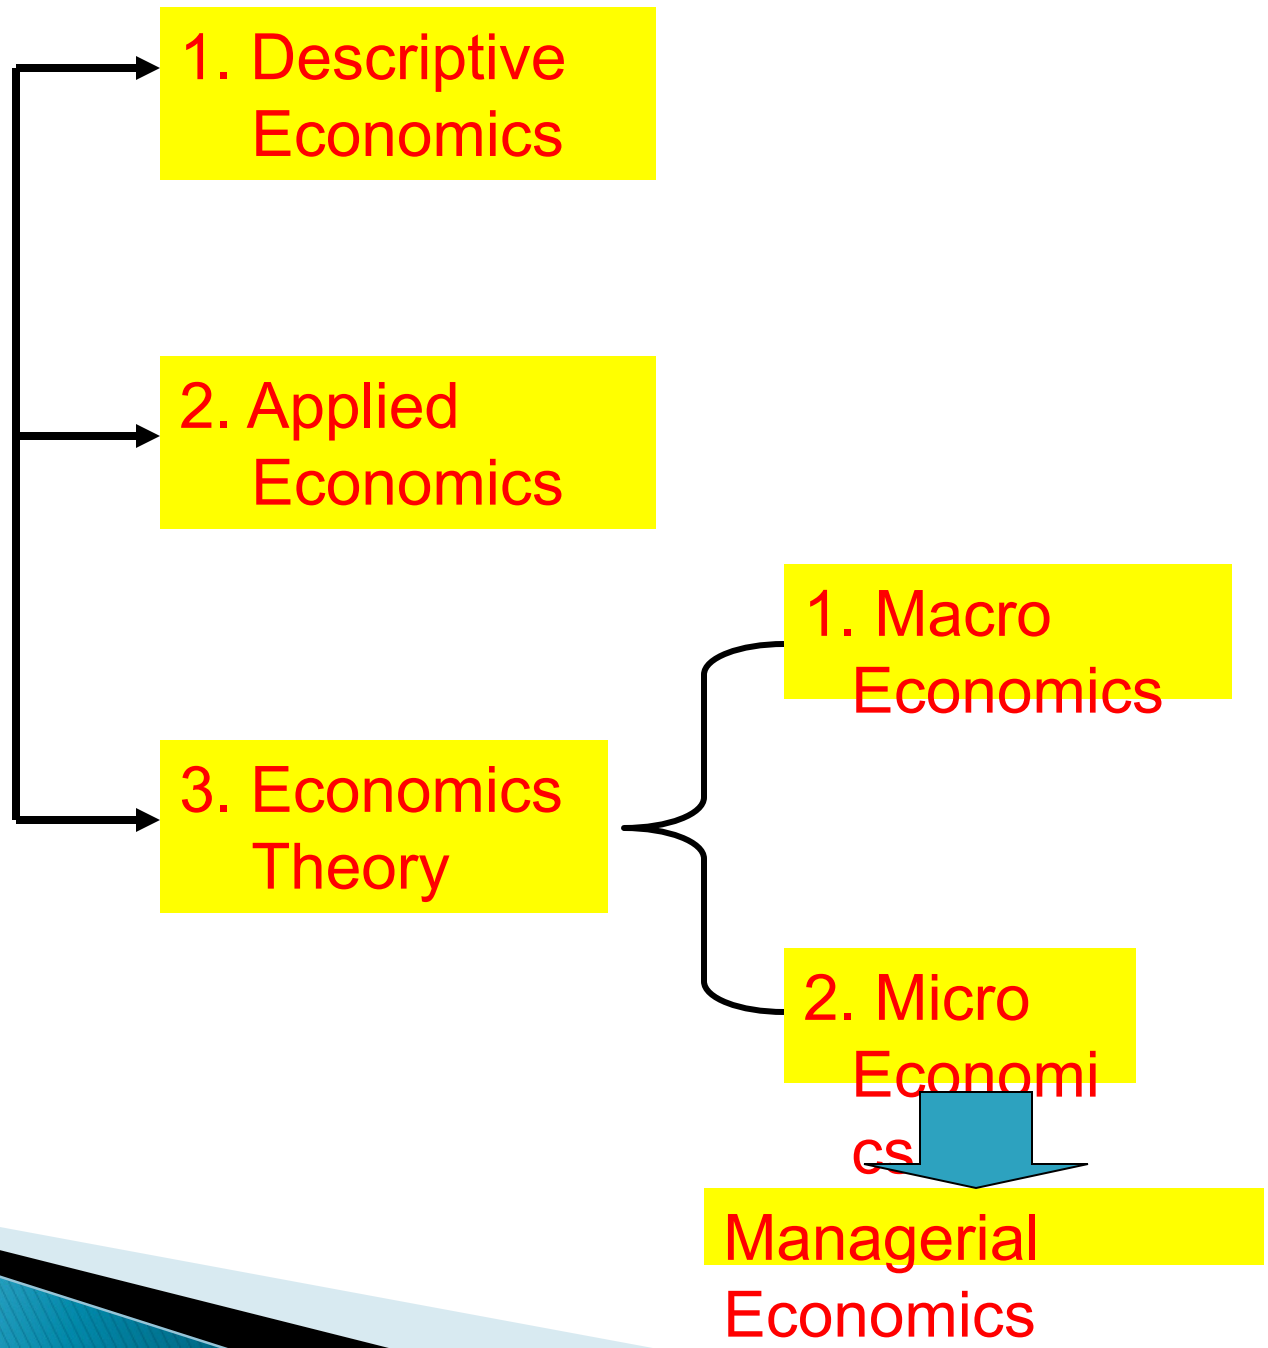 1. Descriptive
Economics
2. Applied
Economics
1. Macro
Economics
3. Economics
Theory
2. Micro
Economi
cs
Managerial
Economics